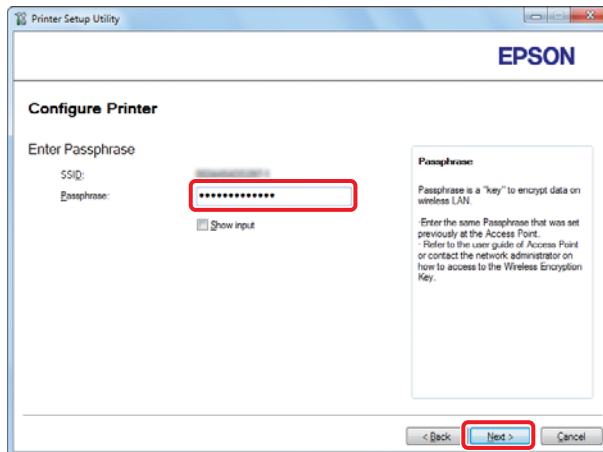 Printer Setup Utility
EPSON
Configure Printer
Enter Passphrase
SSID:
Passphrase: •••••••••••••
Show input
Passphrase
Passphrase is a "key" to encrypt data on
wireless LAN.
-Enter the same Passphrase that was set
previously at the Access Point.
- Refer to the user guide of Access Point
or contact the network administrator on
how to access to the Wireless Encryption
Key.
< Back Next > Cancel